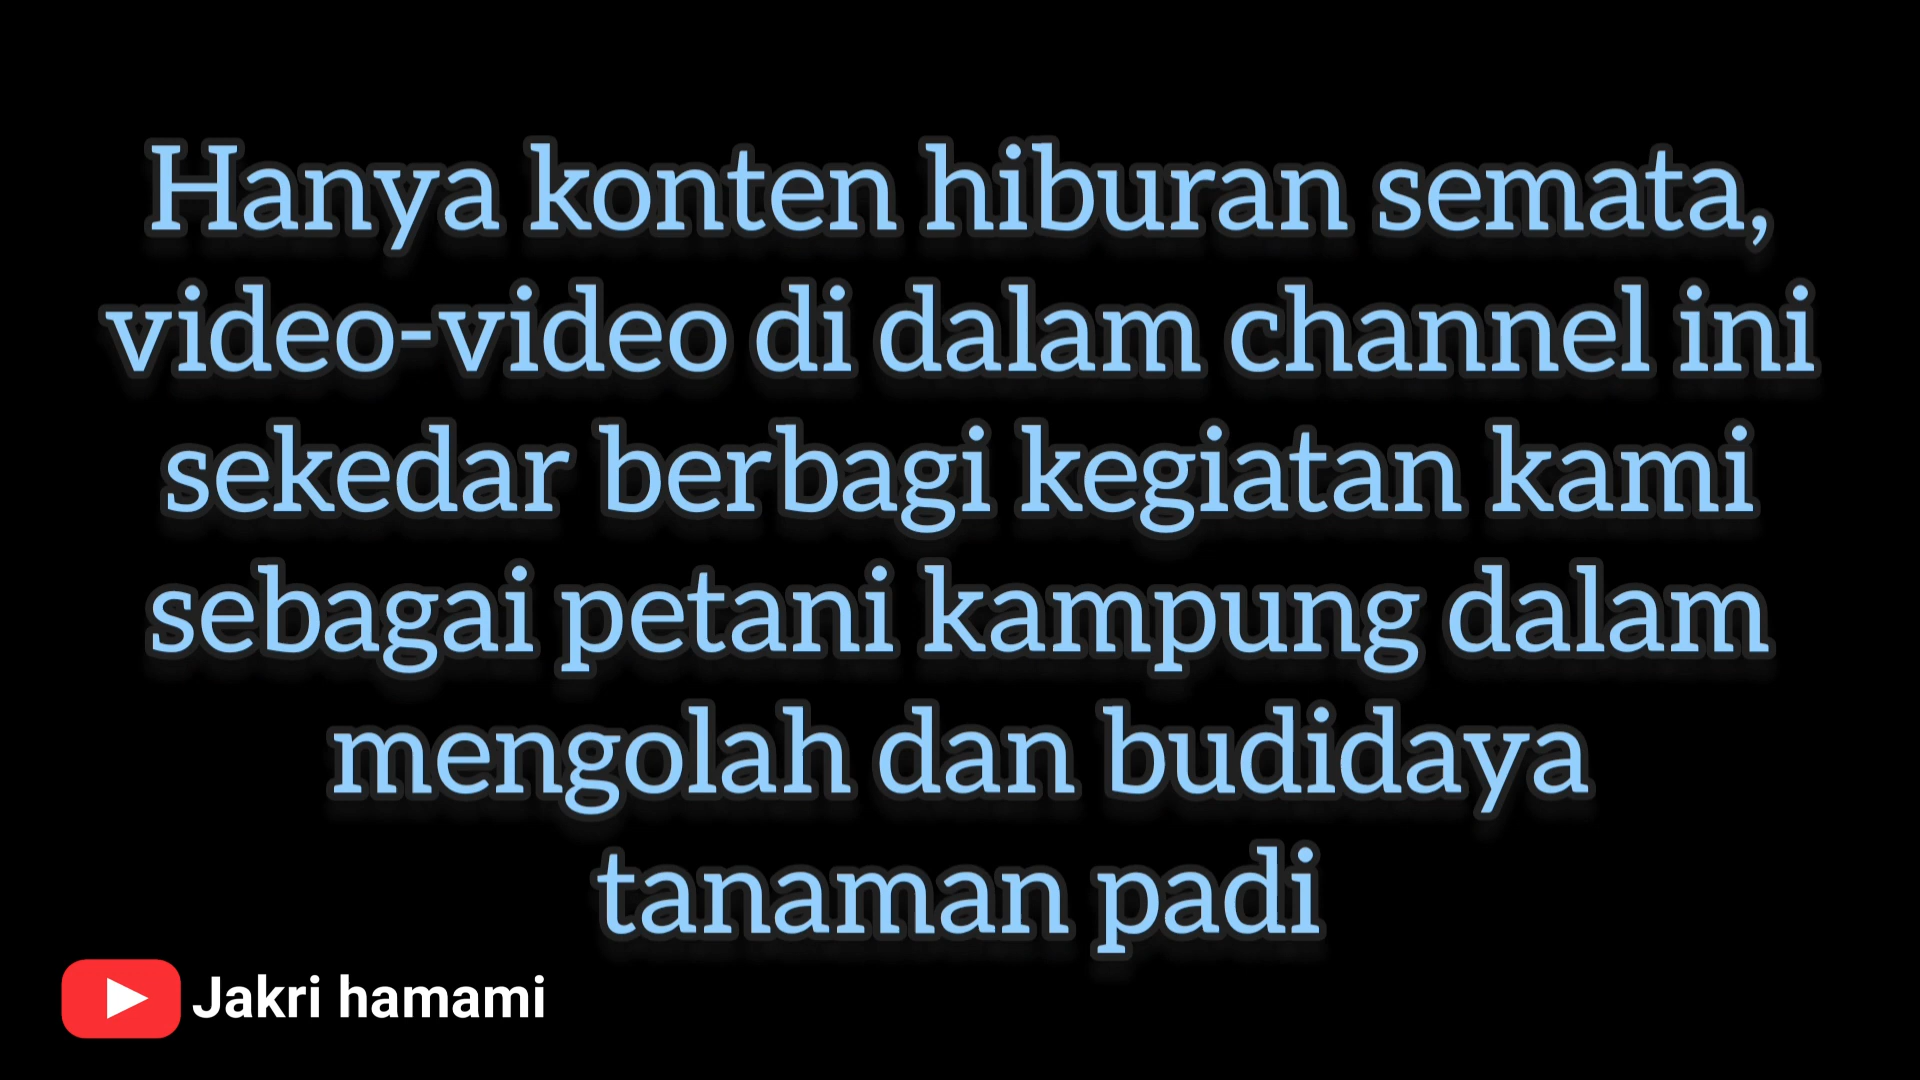 Hanya konten hiburan semata,
video-video di dalam channel ini
sekedar berbagi kegiatan kami
sebagai petani kampung dalam
mengolah dan budidaya
tanaman padi
Jakri hamami